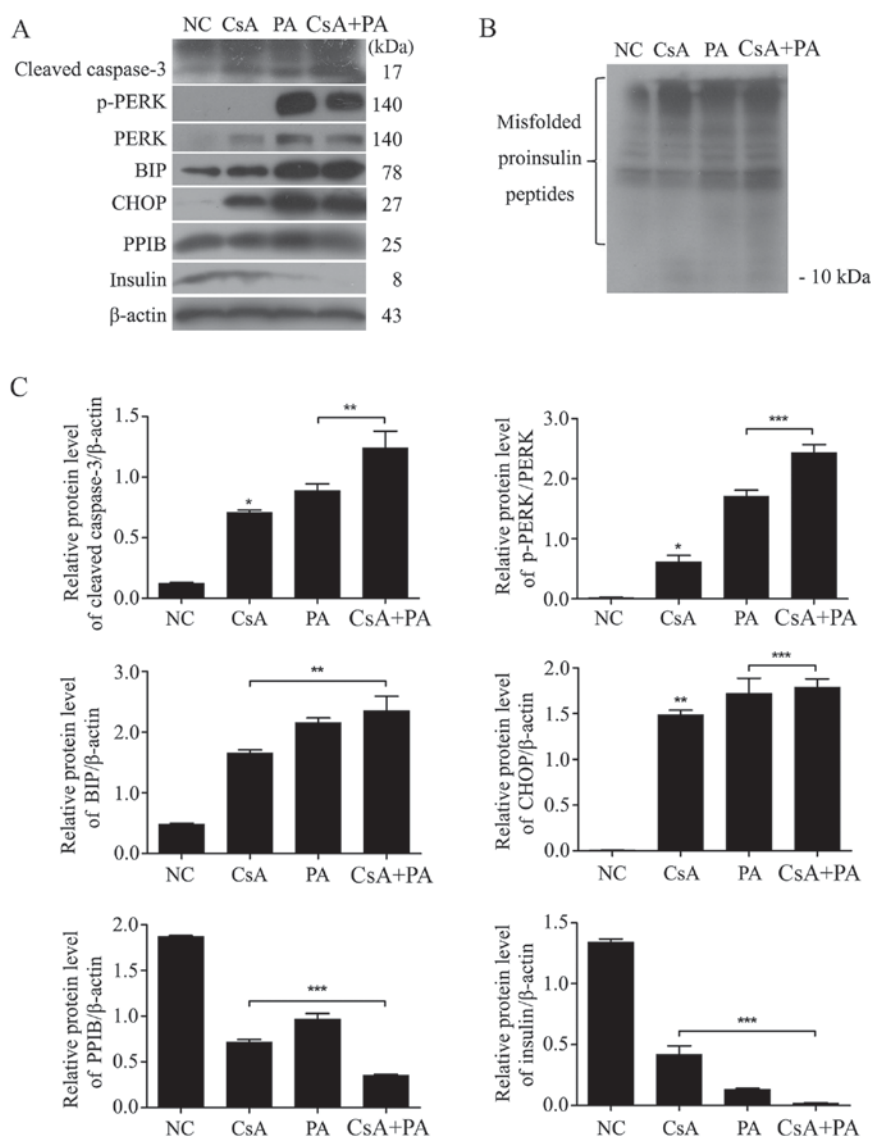 A
NC CsA PA CsA+PA
(kDa)
Cleaved caspase-3 17
p-PERK 140
PERK 140
BIP 78
CHOP 27
PPIB 25
Insulin 8
β-actin 43
B
NC CsA PA CsA+PA
Misfolded
proinsulin
peptides
- 10 kDa
C
Relative protein level
of cleaved caspase-3/β-actin
1.5
1.0
0.5
0.0
*
**
NC CsA PA CsA+PA
Relative protein level
of p-PERK/PERK
3.0
2.0
1.0
0.0
*
***
NC CsA PA CsA+PA
Relative protein level
of BIP/β-actin
3.0
2.0
1.0
0.0
**
NC CsA PA CsA+PA
Relative protein level
of CHOP/β-actin
2.0
1.5
1.0
0.5
0.0
**
***
NC CsA PA CsA+PA
Relative protein level
of PPIB/β-actin
2.0
1.5
1.0
0.5
0.0
***
NC CsA PA CsA+PA
Relative protein level
of insulin/β-actin
1.5
1.0
0.5
0.0
***
NC CsA PA CsA+PA